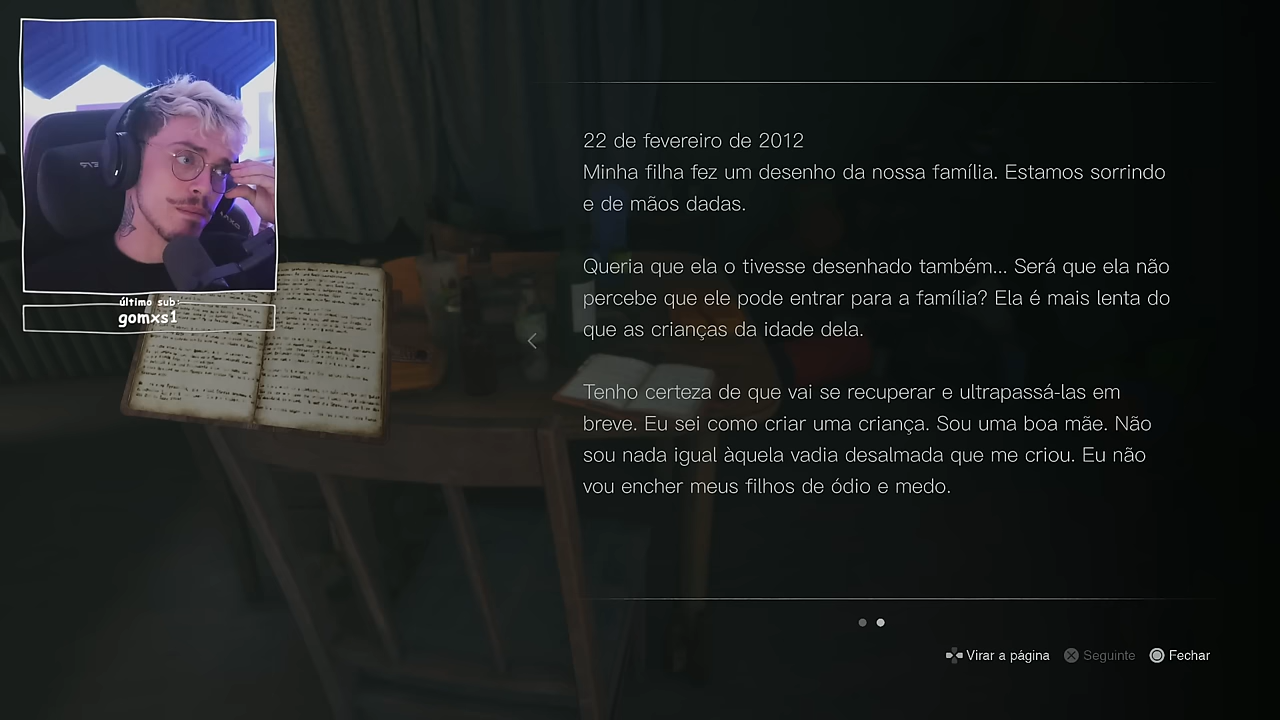 último sub:
gomxs1
22 de fevereiro de 2012
Minha filha fez um desenho da nossa família. Estamos sorrindo
e de mãos dadas.
Queria que ela o tivesse desenhado também... Será que ela não
percebe que ele pode entrar para a família? Ela é mais lenta do
que as crianças da idade dela.
Tenho certeza de que vai se recuperar e ultrapassá-las em
breve. Eu sei como criar uma criança. Sou uma boa mãe. Não
sou nada igual àquela vadia desalmada que me criou. Eu não
vou encher meus filhos de ódio e medo.
Virar a página Seguinte Fechar